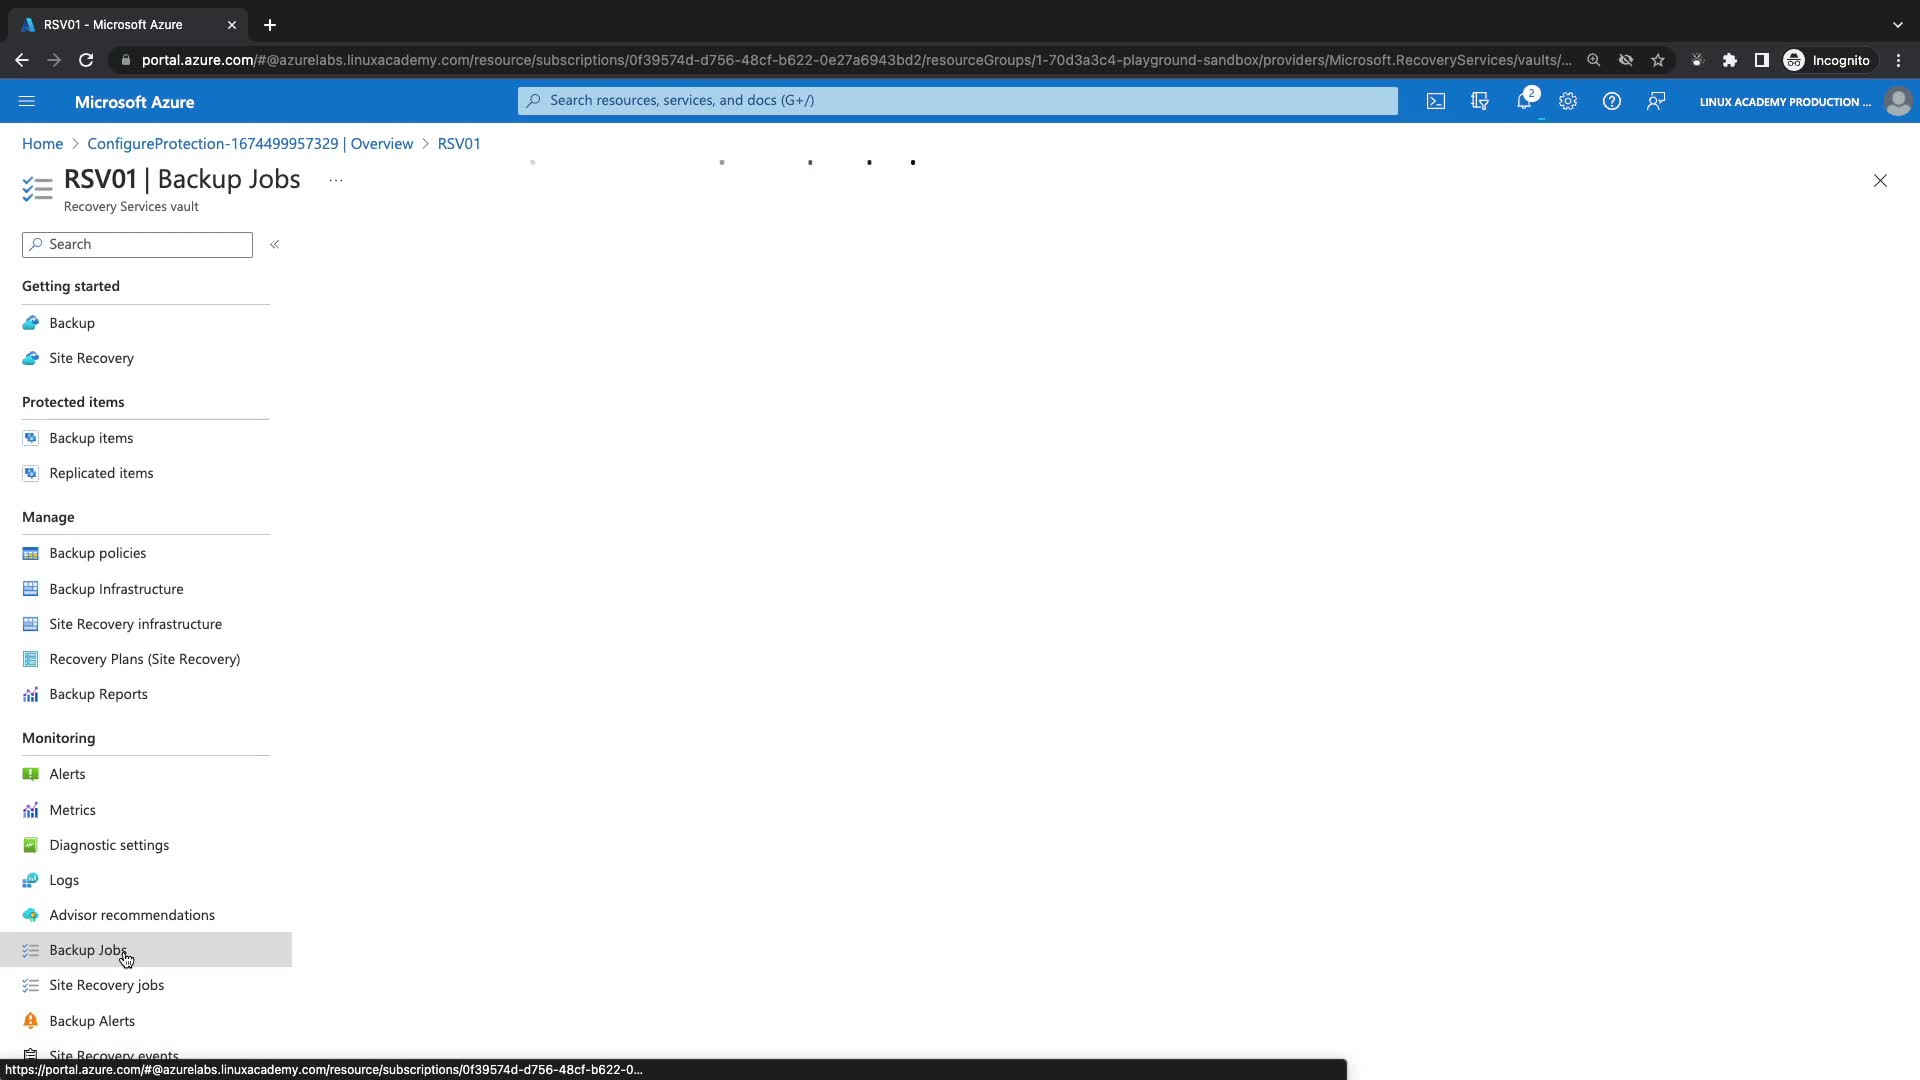 RSV01 - Microsoft Azure
portal.azure.com/#@azurelabs.linuxacademy.com/resource/subscriptions/0f39574d-d756-48cf-b622-0e27a6943bd2/resourceGroups/1-70d3a3c4-playground-sandbox/providers/Microsoft.RecoveryServices/vaults/...
Incognito
Microsoft Azure
Search resources, services, and docs (G+/)
2
LINUX ACADEMY PRODUCTION ...
Home > ConfigureProtection-1674499957329 | Overview > RSV01
RSV01 | Backup Jobs ...
Recovery Services vault
Search
Getting started
Backup
Site Recovery
Protected items
Backup items
Replicated items
Manage
Backup policies
Backup Infrastructure
Site Recovery infrastructure
Recovery Plans (Site Recovery)
Backup Reports
Monitoring
Alerts
Metrics
Diagnostic settings
Logs
Advisor recommendations
Backup Jobs
Site Recovery jobs
Backup Alerts
Site Recovery events
https://portal.azure.com/#@azurelabs.linuxacademy.com/resource/subscriptions/0f39574d-d756-48cf-b622-0...